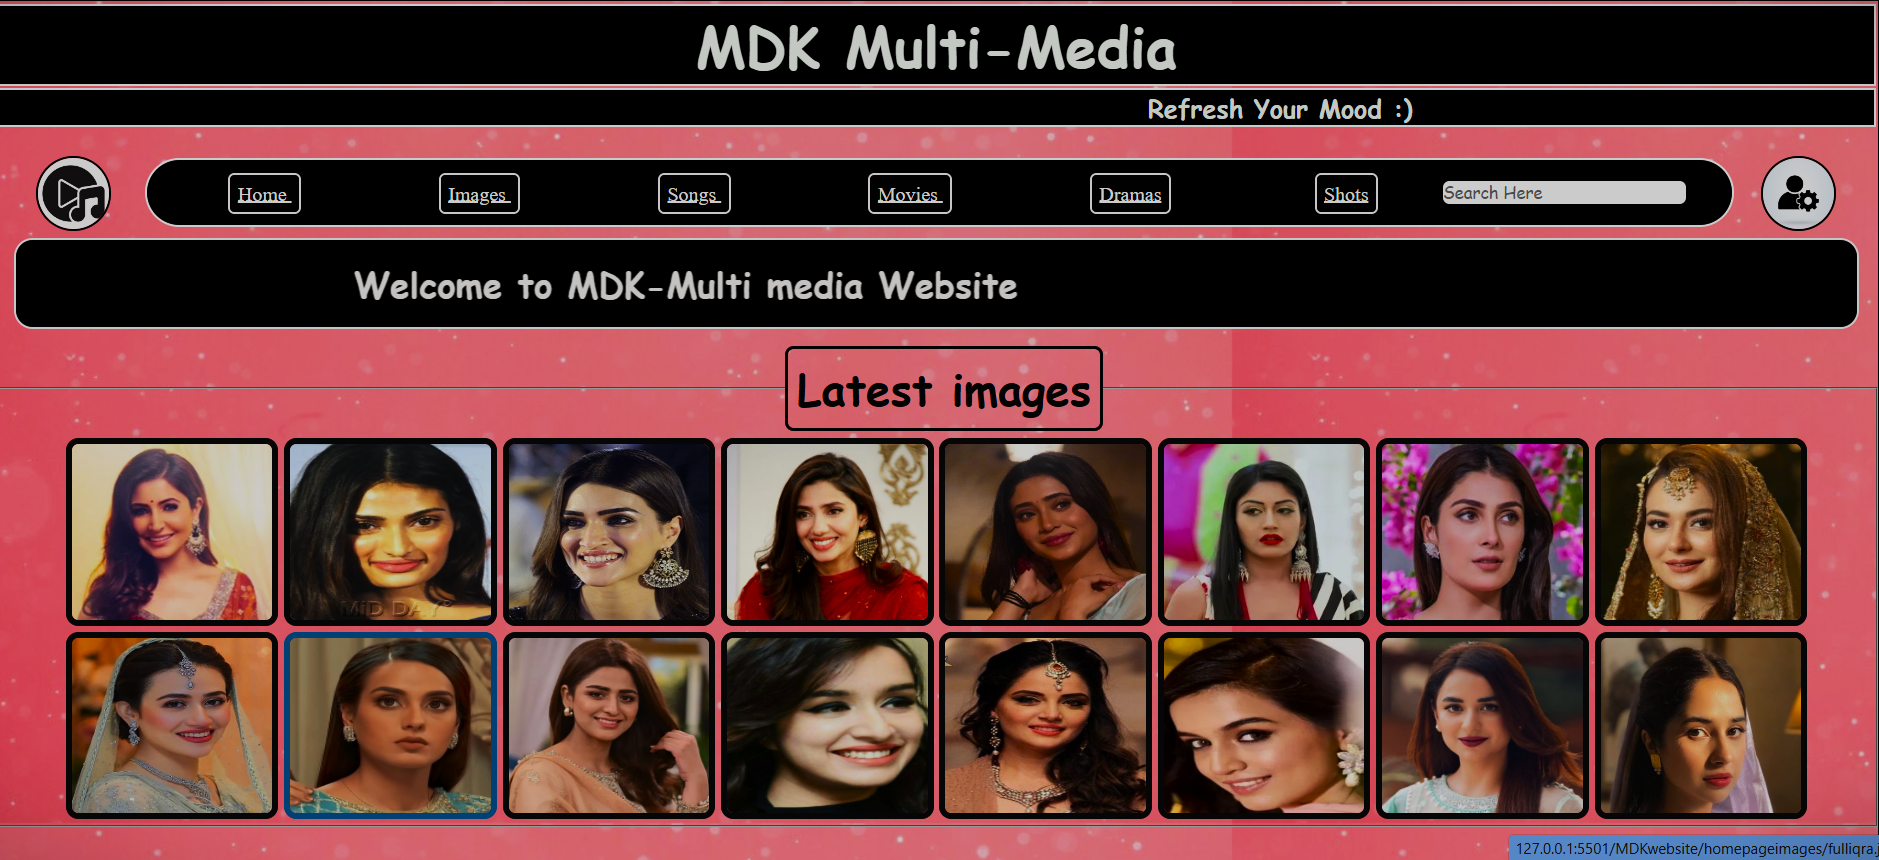 MDK Multi-Media
Refresh Your Mood :)
Home Images Songs Movies Dramas Shots Search Here
Welcome to MDK-Multi media Website
Latest images
MiD DAY
127.0.0.1:5501/MDKwebsite/homepageimages/fulliqra.j